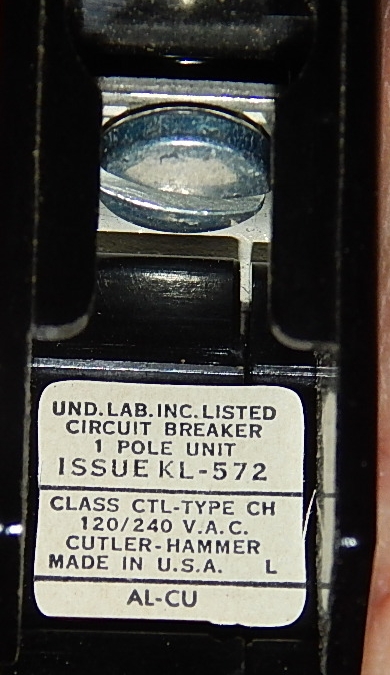 UND.LAB.INC.LISTED
CIRCUIT BREAKER
1 POLE UNIT
ISSUE KL-572
CLASS CTL-TYPE CH
120/240 V.A.C.
CUTLER-HAMMER
MADE IN U.S.A. L
AL-CU